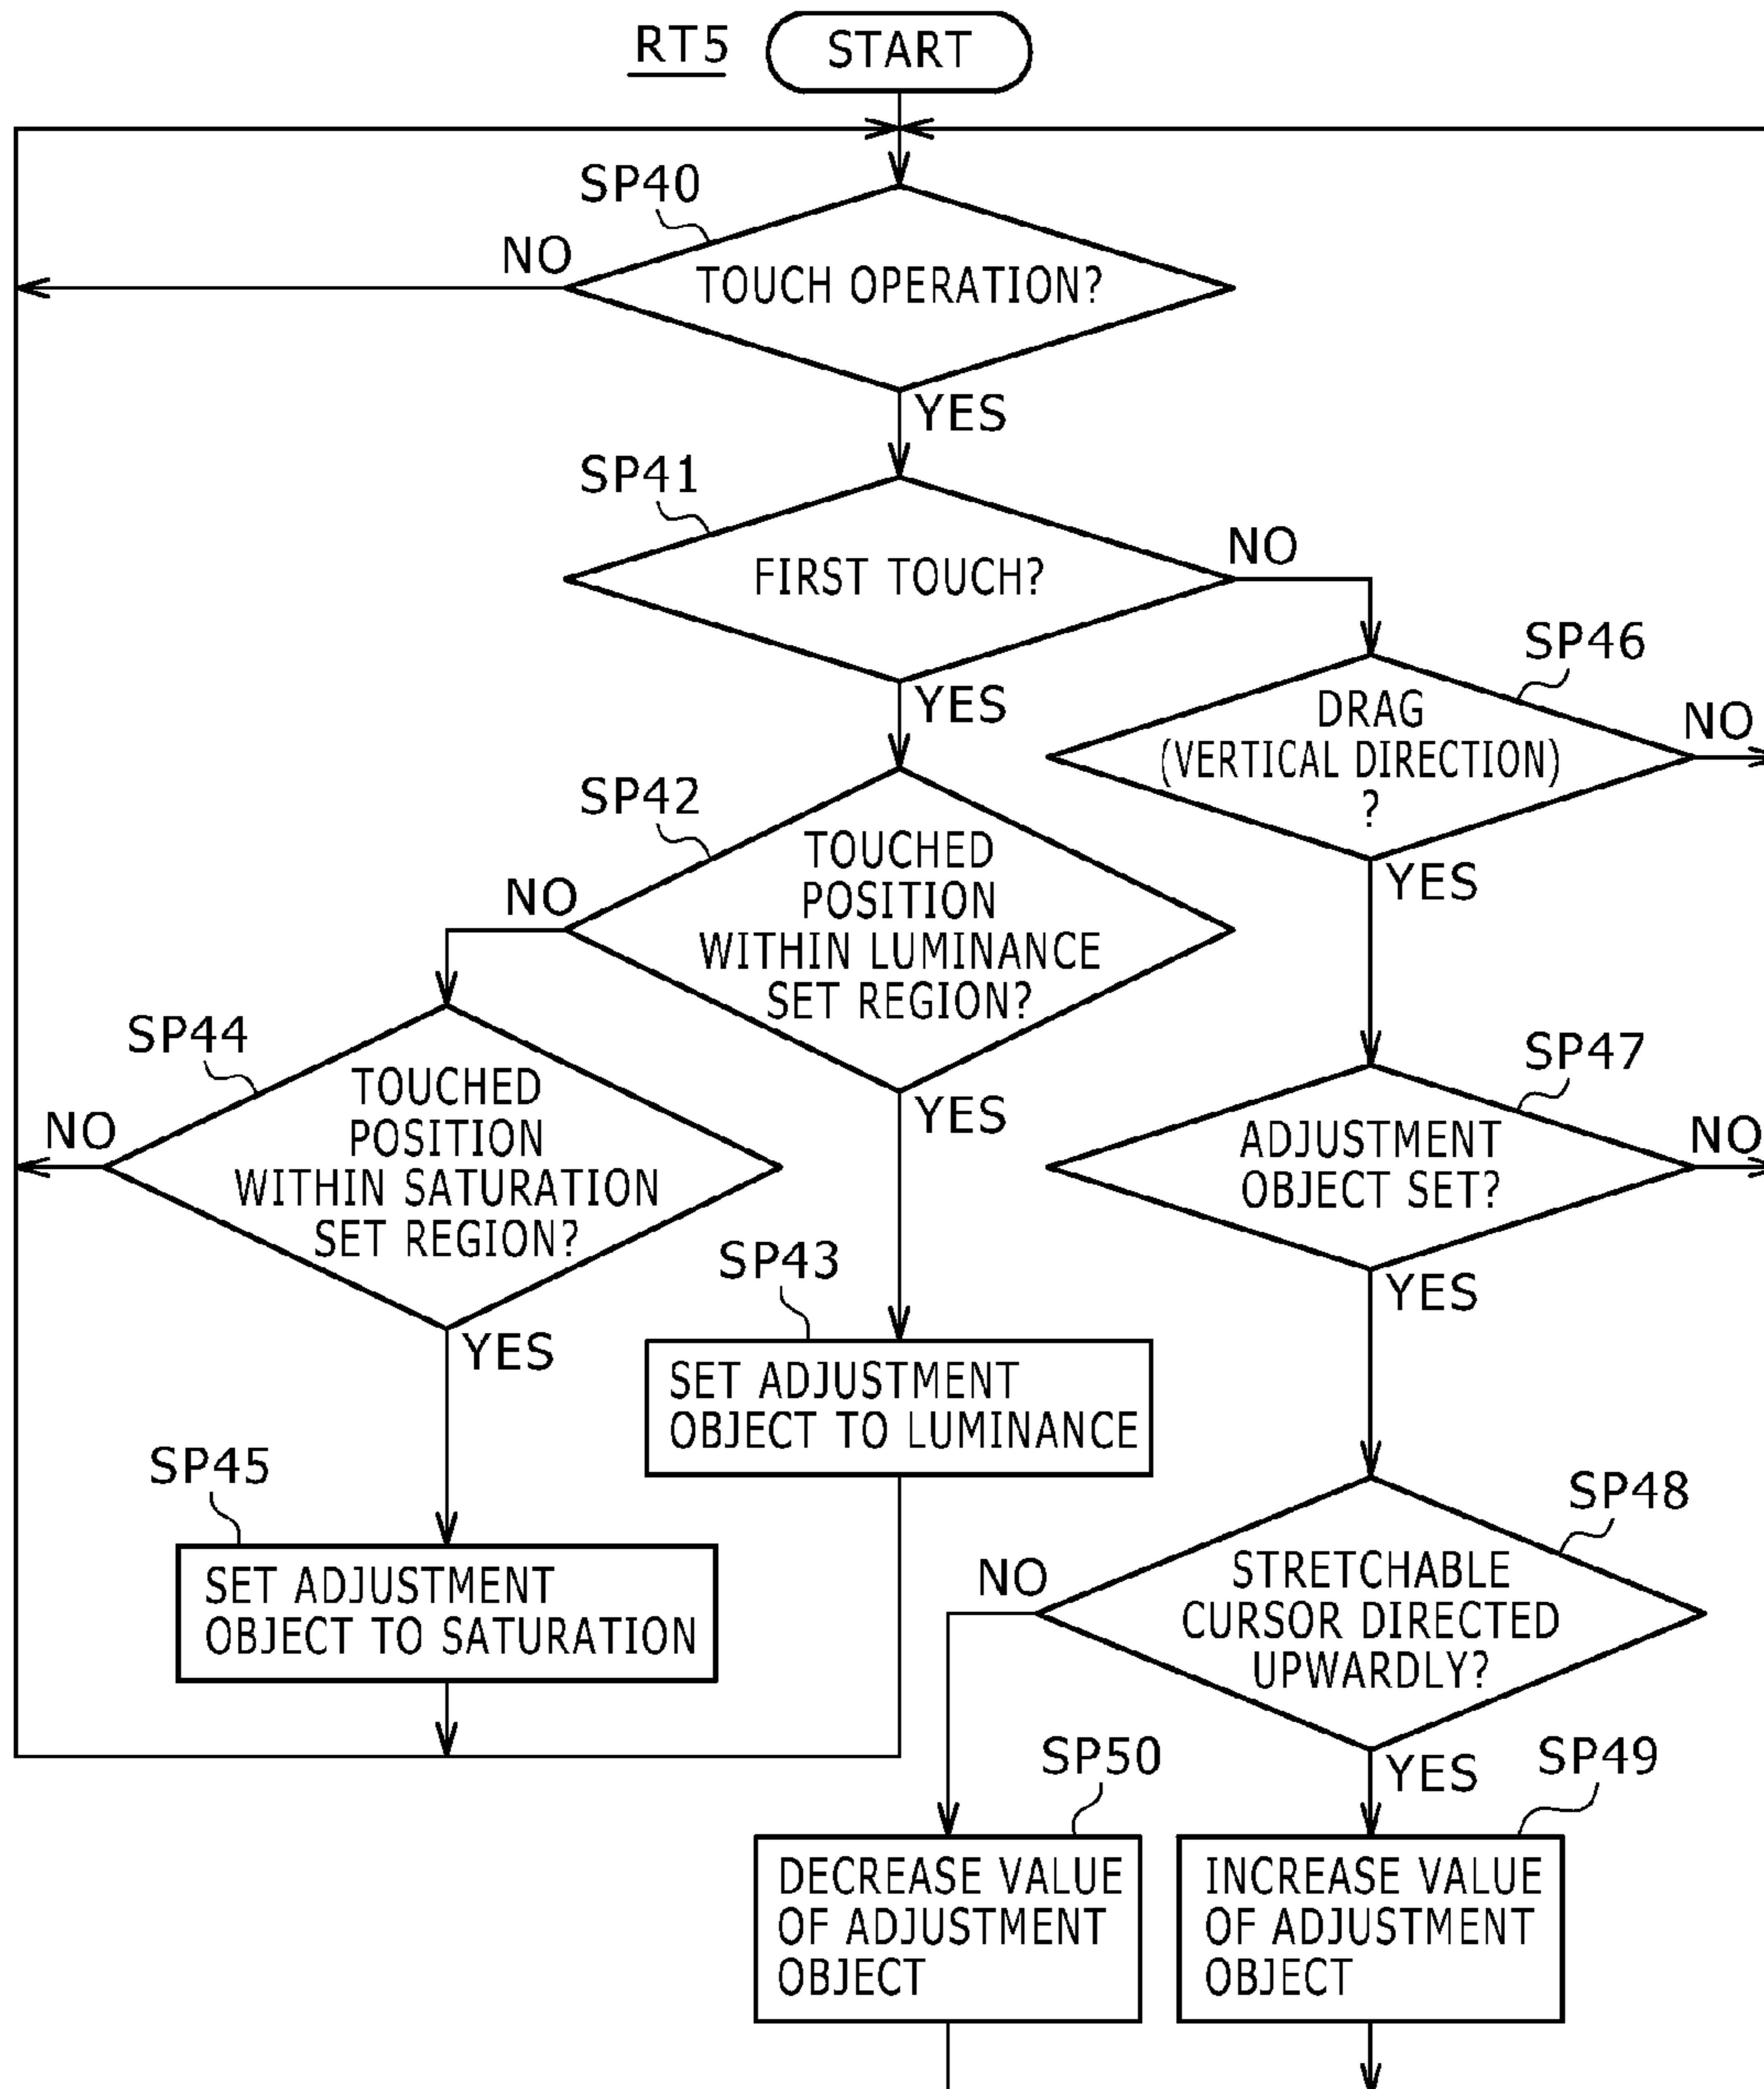 RT5
START
SP40
NO
TOUCH OPERATION?
YES
SP41
NO
FIRST TOUCH?
YES
SP46
DRAG
(VERTICAL DIRECTION)
?
NO
YES
SP42
NO
TOUCHED
POSITION
WITHIN LUMINANCE
SET REGION?
YES
SP44
NO
TOUCHED
POSITION
WITHIN SATURATION
SET REGION?
YES
SP47
ADJUSTMENT
OBJECT SET?
NO
YES
SP43
SET ADJUSTMENT
OBJECT TO LUMINANCE
SP45
SET ADJUSTMENT
OBJECT TO SATURATION
SP48
NO
STRETCHABLE
CURSOR DIRECTED
UPWARDLY?
YES
SP50
DECREASE VALUE
OF ADJUSTMENT
OBJECT
SP49
INCREASE VALUE
OF ADJUSTMENT
OBJECT